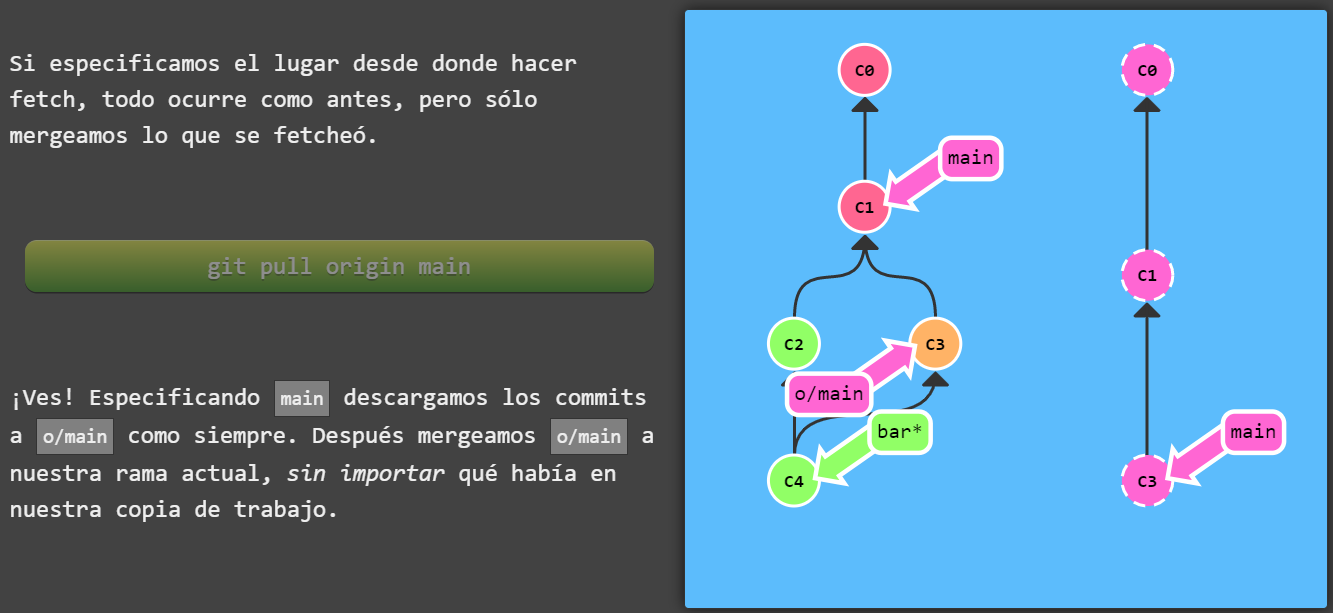 Si especificamos el lugar desde donde hacer
fetch, todo ocurre como antes, pero sólo
mergeamos lo que se fetcheó.
git pull origin main
¡Ves! Especificando main descargamos los commits
a o/main como siempre. Después mergeamos o/main a
nuestra rama actual, sin importar qué había en
nuestra copia de trabajo.
C0
C0
main
C1
C1
C2
C3
o/main
bar*
main
C4
C3